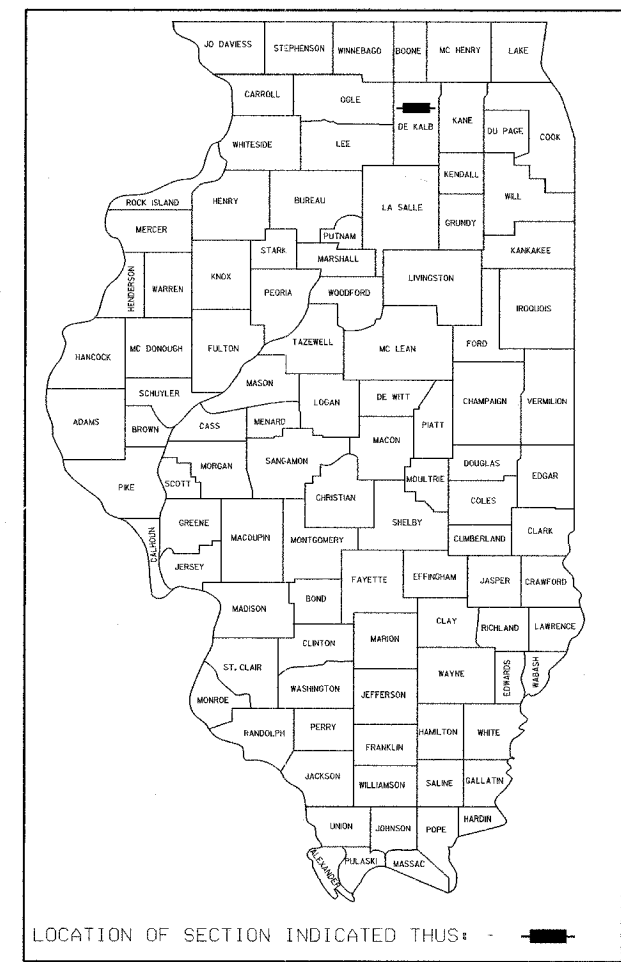 JO DAVIESS STEPHENSON WINNEBAGO BOONE MC HENRY LAKE
CARROLL OGLE DE KALB KANE DU PAGE COOK
WHITESIDE LEE
KENDALL
ROCK ISLAND HENRY BUREAU LA SALLE WILL
MERCER PUTNAM GRUNDY
STARK MARSHALL KANKAKEE
HENDERSON WARREN KNOX PEORIA WOODFORD LIVINGSTON IROQUOIS
HANCOCK MC DONOUGH FULTON TAZEWELL MC LEAN FORD
MASON
SCHUYLER LOGAN DE WITT CHAMPAIGN VERMILION
ADAMS BROWN CASS MENARD MACON PIATT
SANGAMON DOUGLAS
PIKE SCOTT MORGAN MOULTRIE EDGAR
CHRISTIAN COLES
GREENE SHELBY
CALHOUN MACOUPIN MONTGOMERY CUMBERLAND CLARK
JERSEY FAYETTE EFFINGHAM JASPER CRAWFORD
MADISON BOND
CLAY RICHLAND LAWRENCE
CLINTON MARION
ST. CLAIR WAYNE EDWARDS WABASH
MONROE WASHINGTON JEFFERSON
RANDOLPH PERRY HAMILTON WHITE
FRANKLIN
JACKSON WILLIAMSON SALINE GALLATIN
UNION JOHNSON POPE HARDIN
ALEXANDER PULASKI MASSAC
LOCATION OF SECTION INDICATED THUS: -